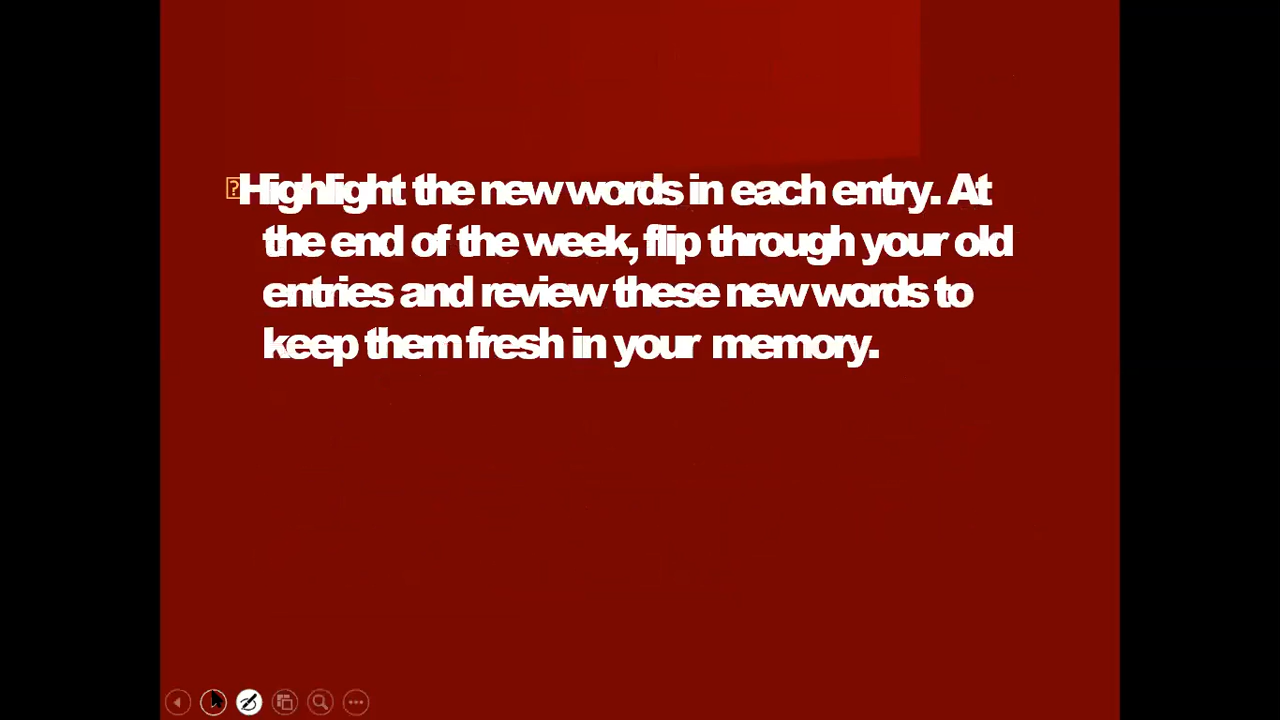 Highlight the new words in each entry. At
the end of the week, flip through your old
entries and review these new words to
keep them fresh in your memory.